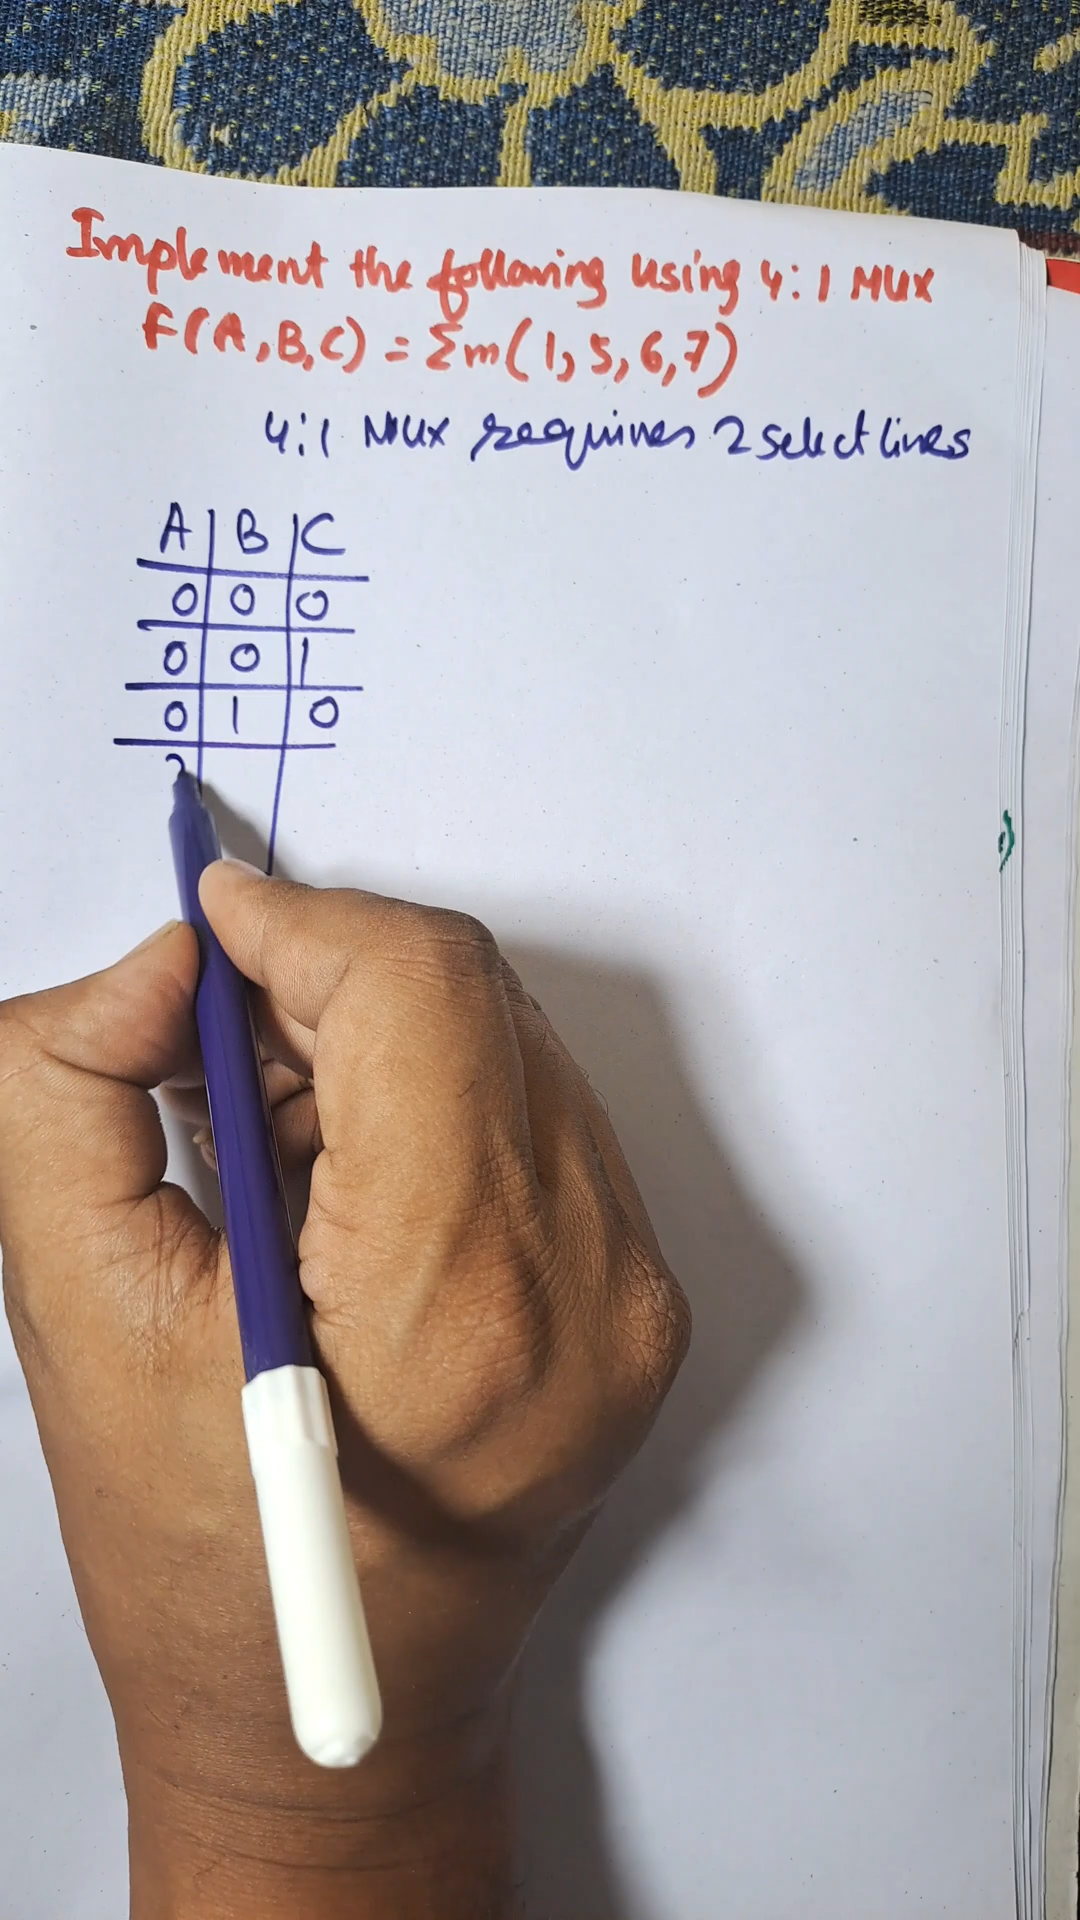 Implement the following using 4:1 MUX
F(A,B,C) = Σm(1,5,6,7)
4:1 MUX requires 2 select lines
A B C
0 0 0
0 0 1
0 1 0